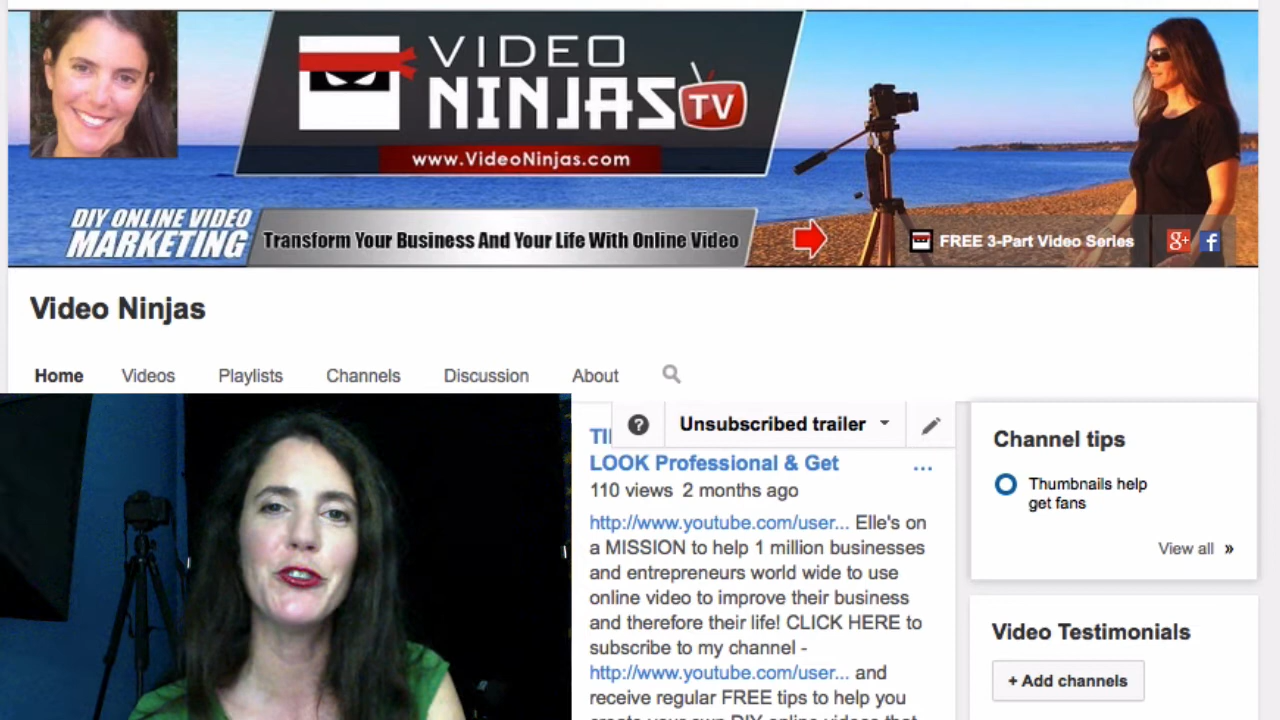 VIDEO
NINJAS TV
www.VideoNinjas.com
DIY ONLINE VIDEO
MARKETING
Transform Your Business And Your Life With Online Video
FREE 3-Part Video Series
g+ f
Video Ninjas
Home Videos Playlists Channels Discussion About
? Unsubscribed trailer
LOOK Professional & Get ...
110 views 2 months ago
http://www.youtube.com/user... Elle's on
a MISSION to help 1 million businesses
and entrepreneurs world wide to use
online video to improve their business
and therefore their life! CLICK HERE to
subscribe to my channel -
http://www.youtube.com/user... and
receive regular FREE tips to help you
Channel tips
Thumbnails help
get fans
View all »
Video Testimonials
+ Add channels